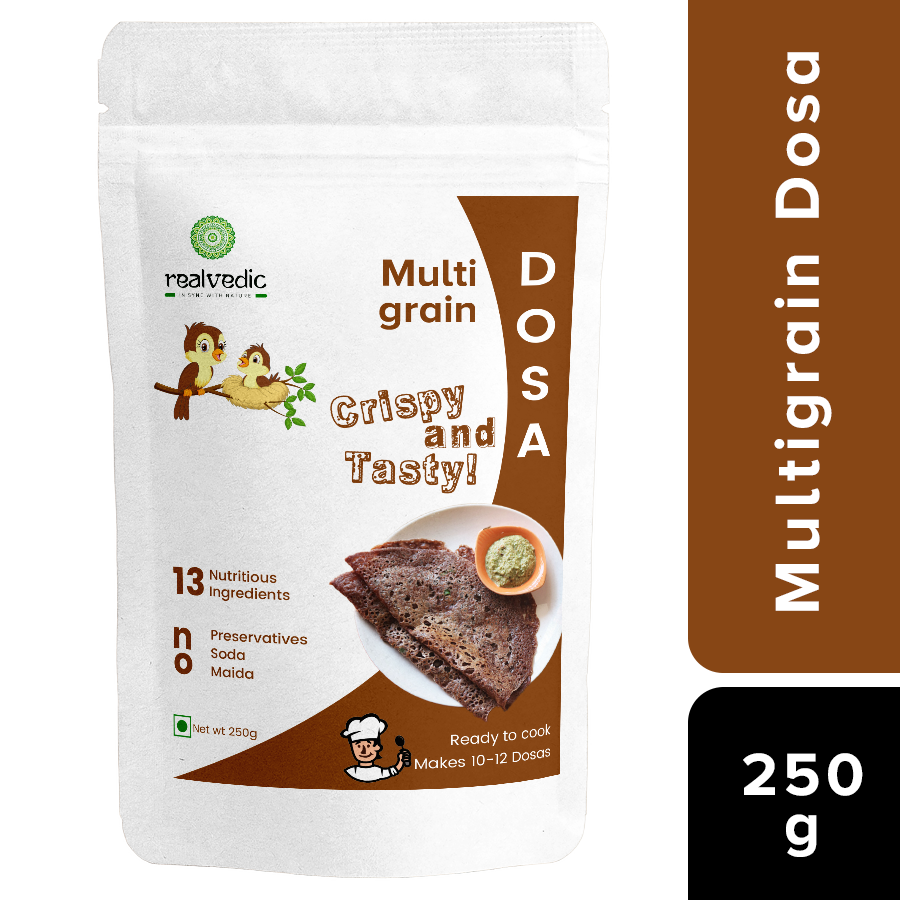 realvedic
IN SYNC WITH NATURE
Multi
grain
DOSA
Crispy
and
Tasty!
13 Nutritious
Ingredients
no Preservatives
Soda
Maida
Net wt 250g
Ready to cook
Makes 10-12 Dosas
Multigrain Dosa
250
g